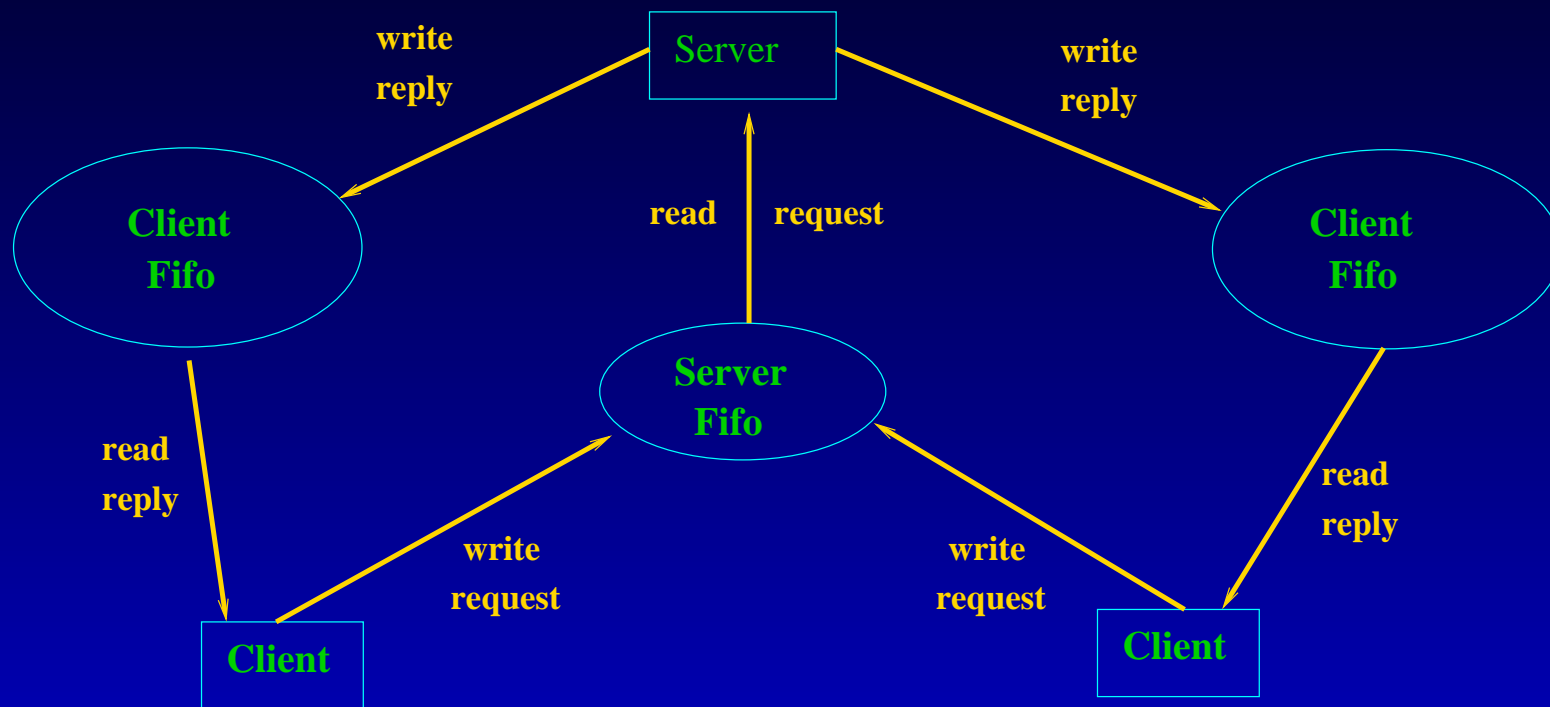 write
reply
Server
write
reply
Client
Fifo
read request
Client
Fifo
Server
Fifo
read
reply
read
reply
write
request
write
request
Client
Client